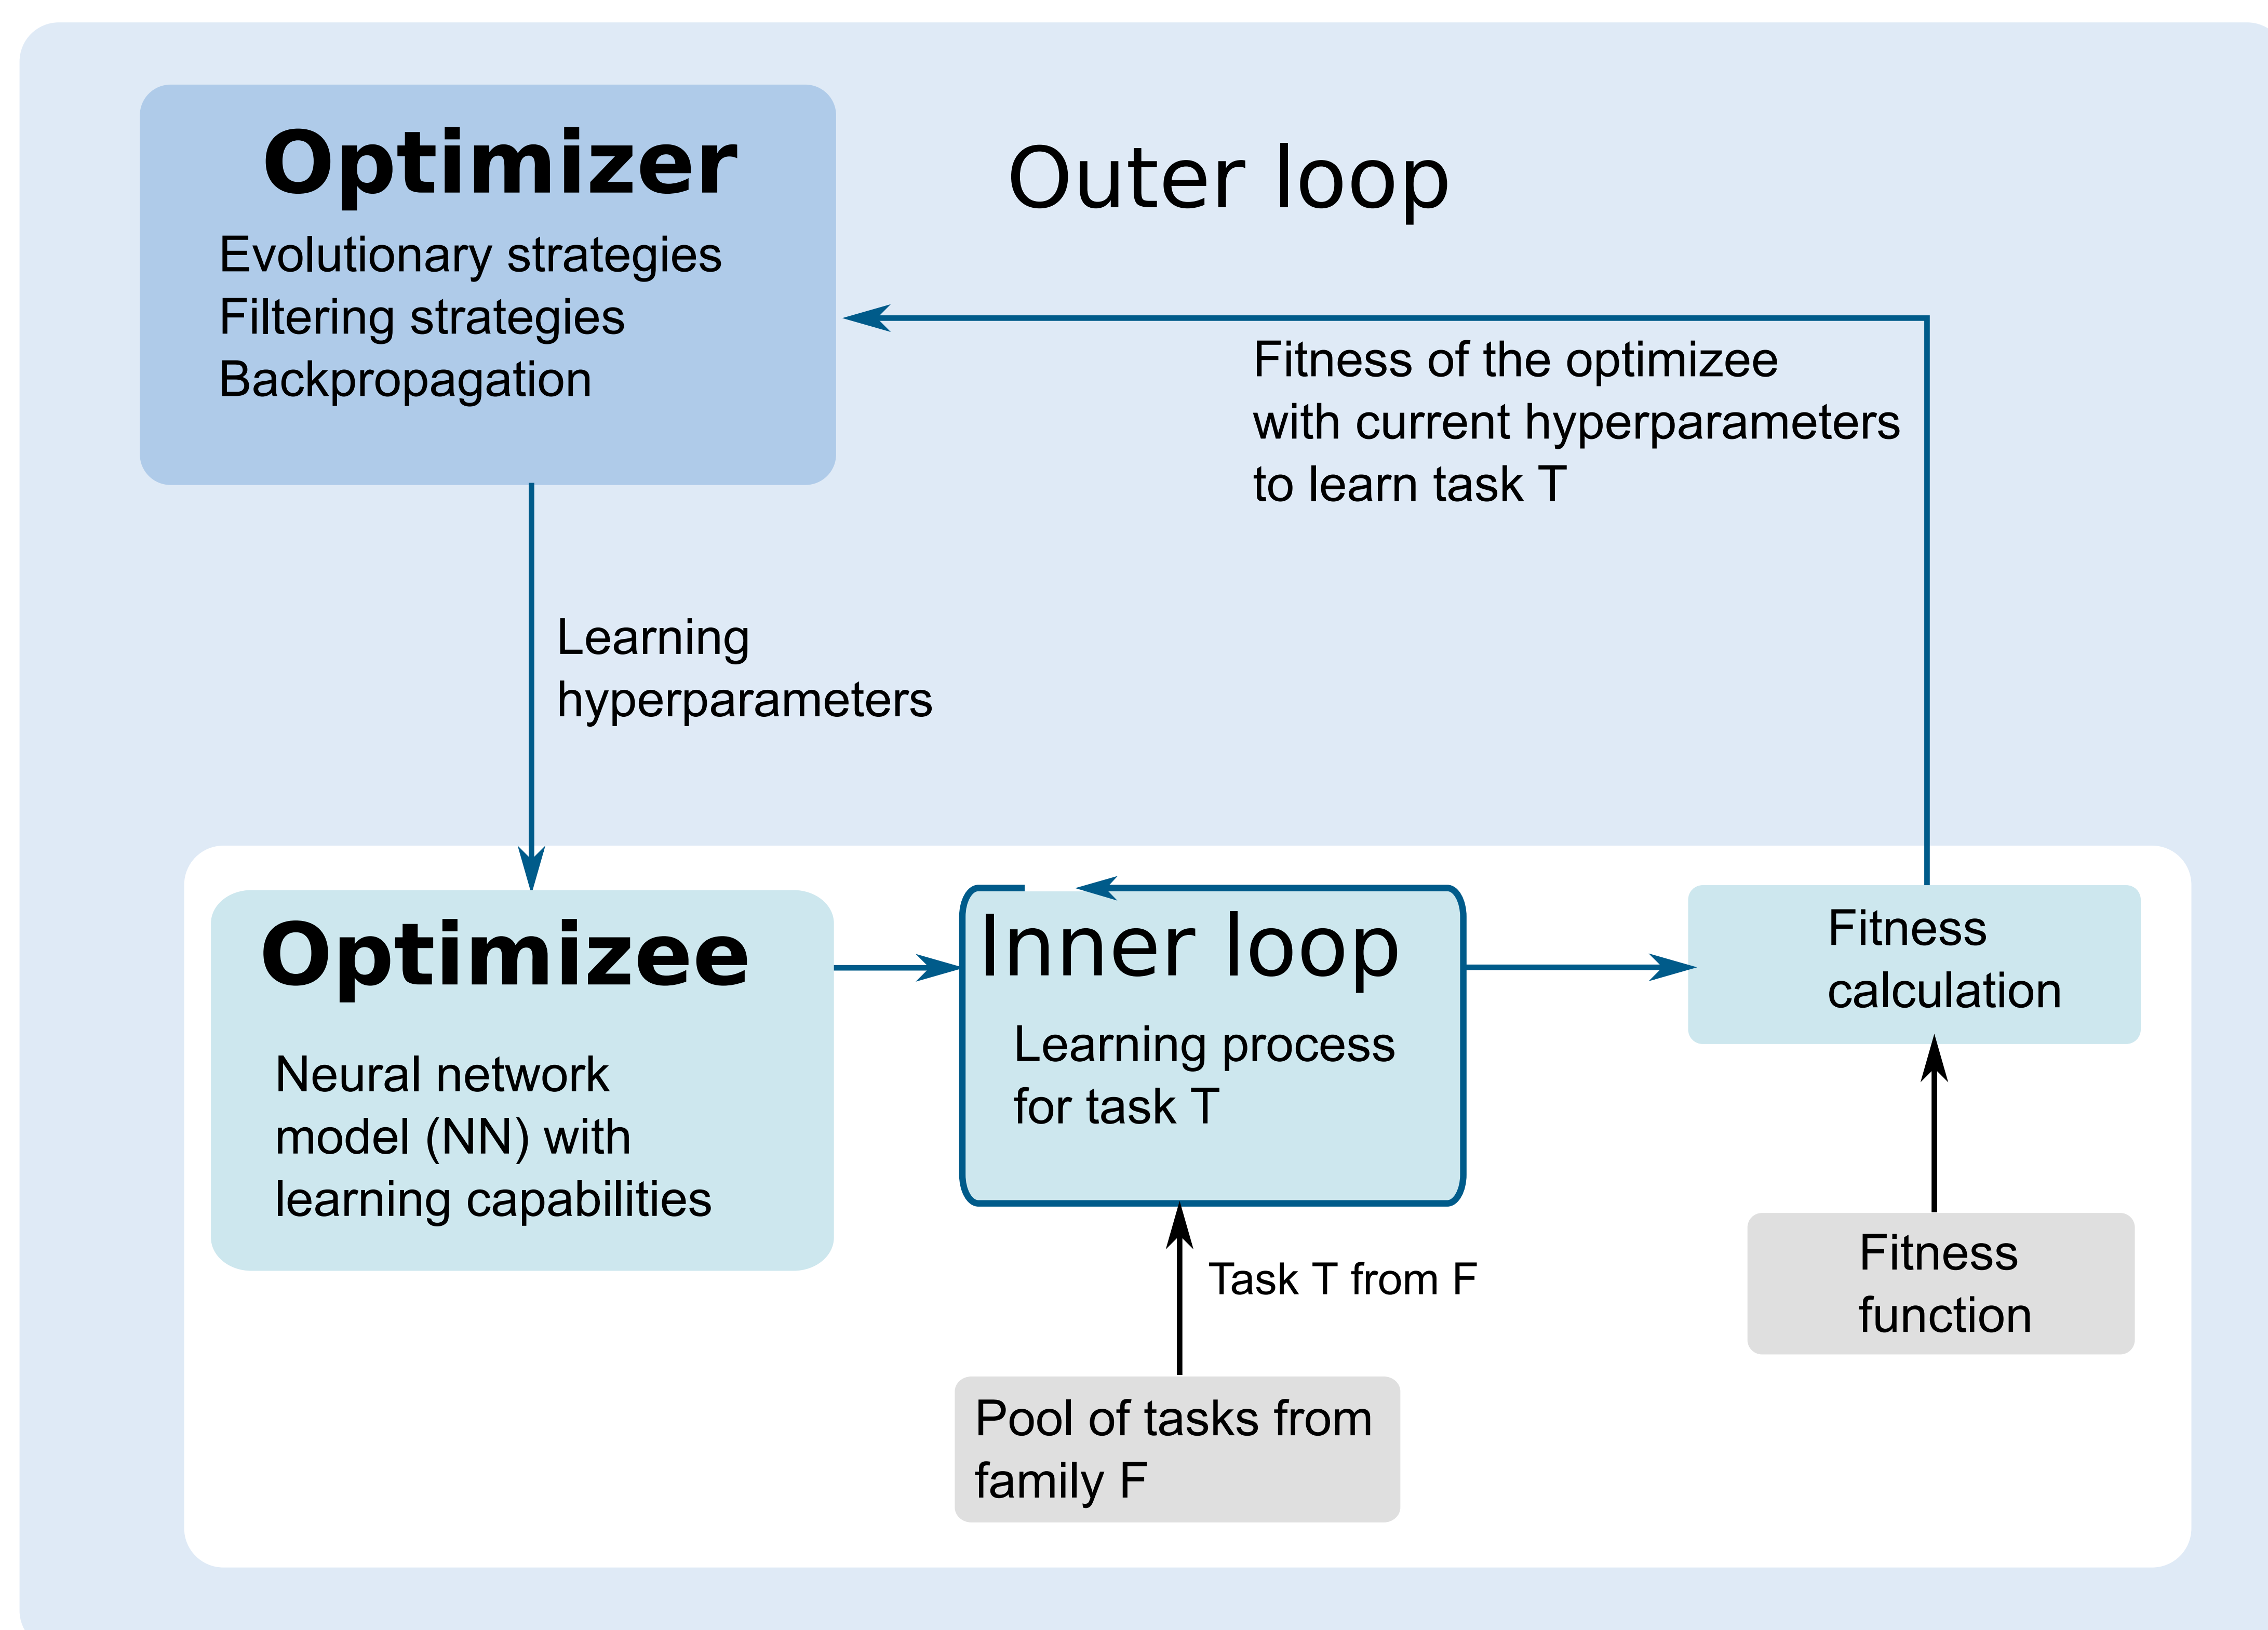 Optimizer
Evolutionary strategies
Filtering strategies
Backpropagation
Outer loop
Fitness of the optimizee
with current hyperparameters
to learn task T
Learning
hyperparameters
Optimizee
Neural network
model (NN) with
learning capabilities
Inner loop
Learning process
for task T
Fitness
calculation
Task T from F
Fitness
function
Pool of tasks from
family F